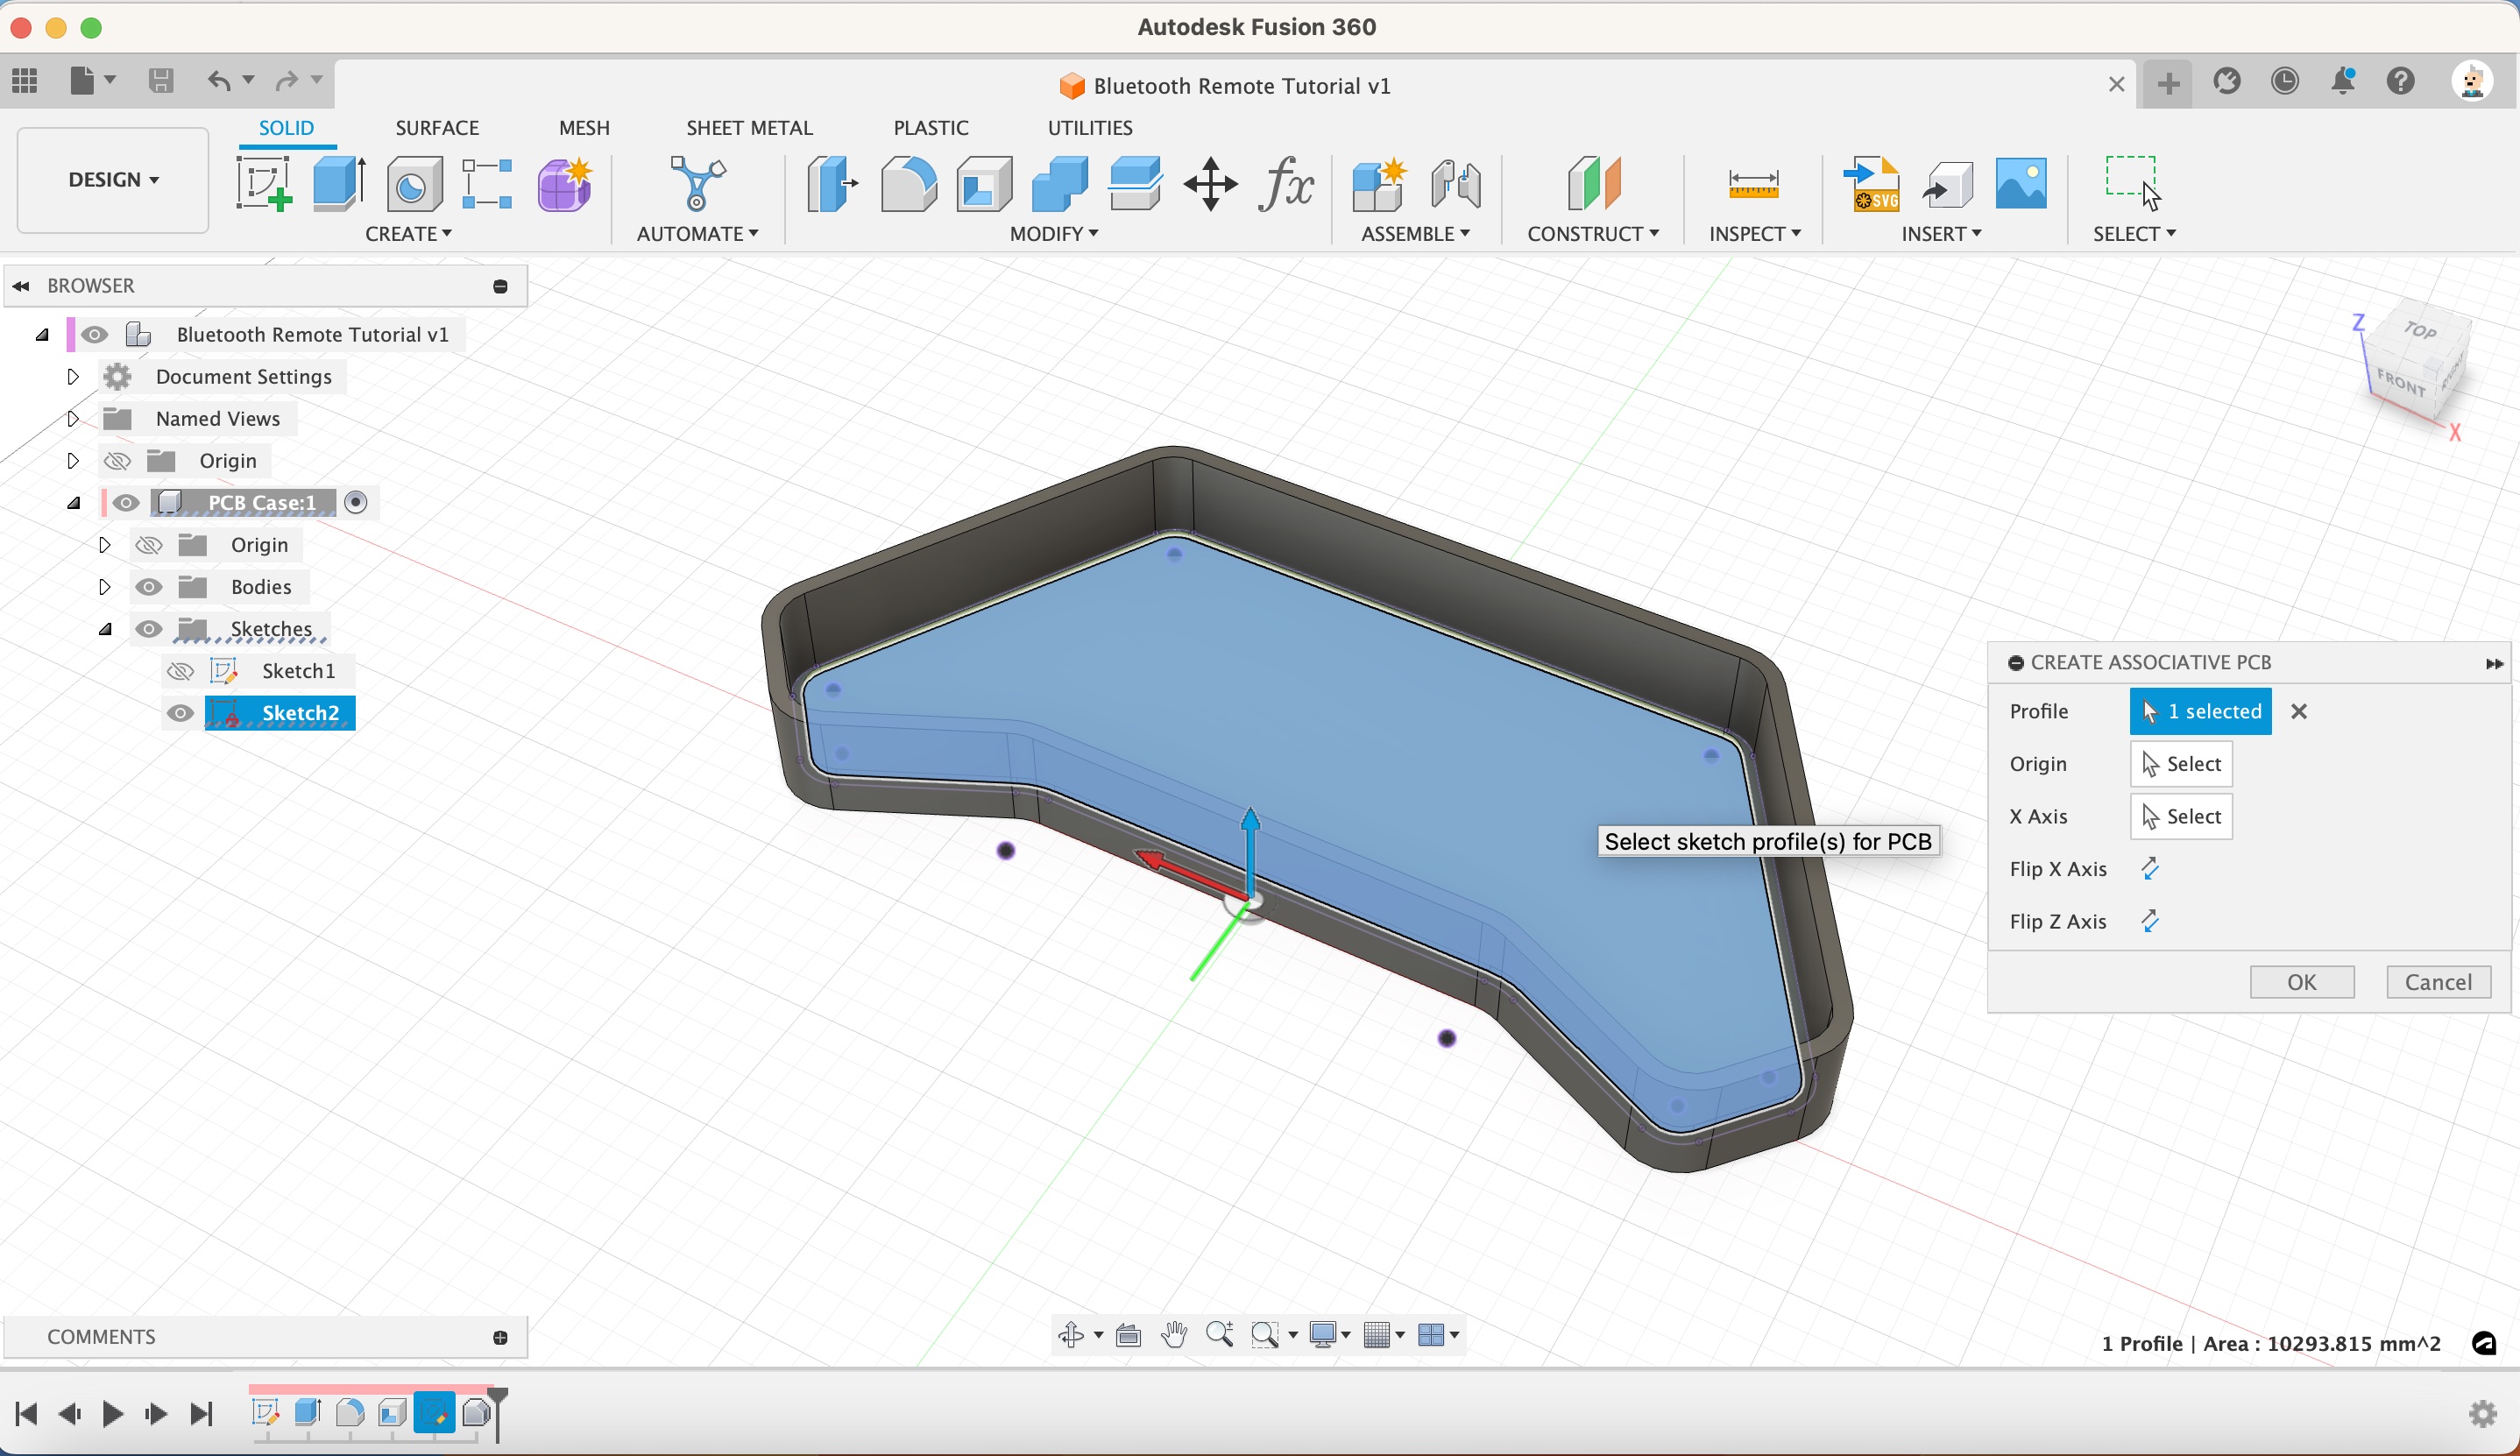 Autodesk Fusion 360
Bluetooth Remote Tutorial v1
DESIGN
SOLID SURFACE MESH SHEET METAL PLASTIC UTILITIES
SVG
CREATE AUTOMATE MODIFY ASSEMBLE CONSTRUCT INSPECT INSERT SELECT
BROWSER
Bluetooth Remote Tutorial v1
Document Settings
Named Views
Origin
PCB Case:1
Origin
Bodies
Sketches
Sketch1
Sketch2
Z
TOP
FRONT
X
CREATE ASSOCIATIVE PCB
Profile 1 selected
Origin Select
X Axis Select
Flip X Axis
Flip Z Axis
OK Cancel
Select sketch profile(s) for PCB
COMMENTS
1 Profile | Area : 10293.815 mm^2